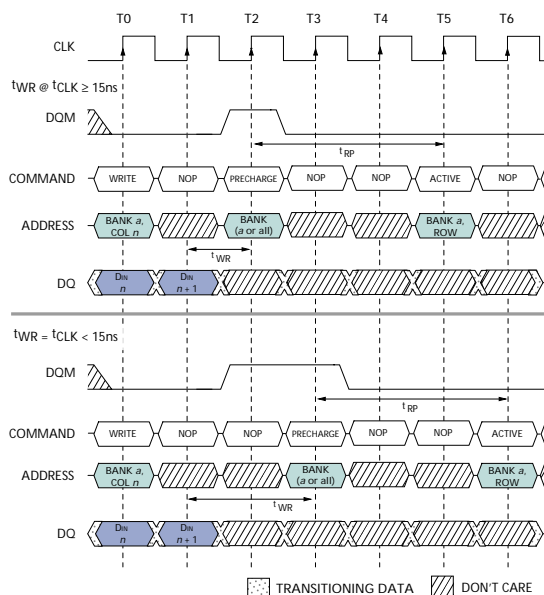 T0 T1 T2 T3 T4 T5 T6
CLK
tWR @ tCLK ≥ 15ns
DQM
tRP
COMMAND WRITE NOP PRECHARGE NOP NOP ACTIVE NOP
ADDRESS BANK a, COL n BANK (a or all) BANK a, ROW
tWR
DQ DIN n DIN n + 1
tWR = tCLK < 15ns
DQM
tRP
COMMAND WRITE NOP NOP PRECHARGE NOP NOP ACTIVE
ADDRESS BANK a, COL n BANK (a or all) BANK a, ROW
tWR
DQ DIN n DIN n + 1
TRANSITIONING DATA DON'T CARE